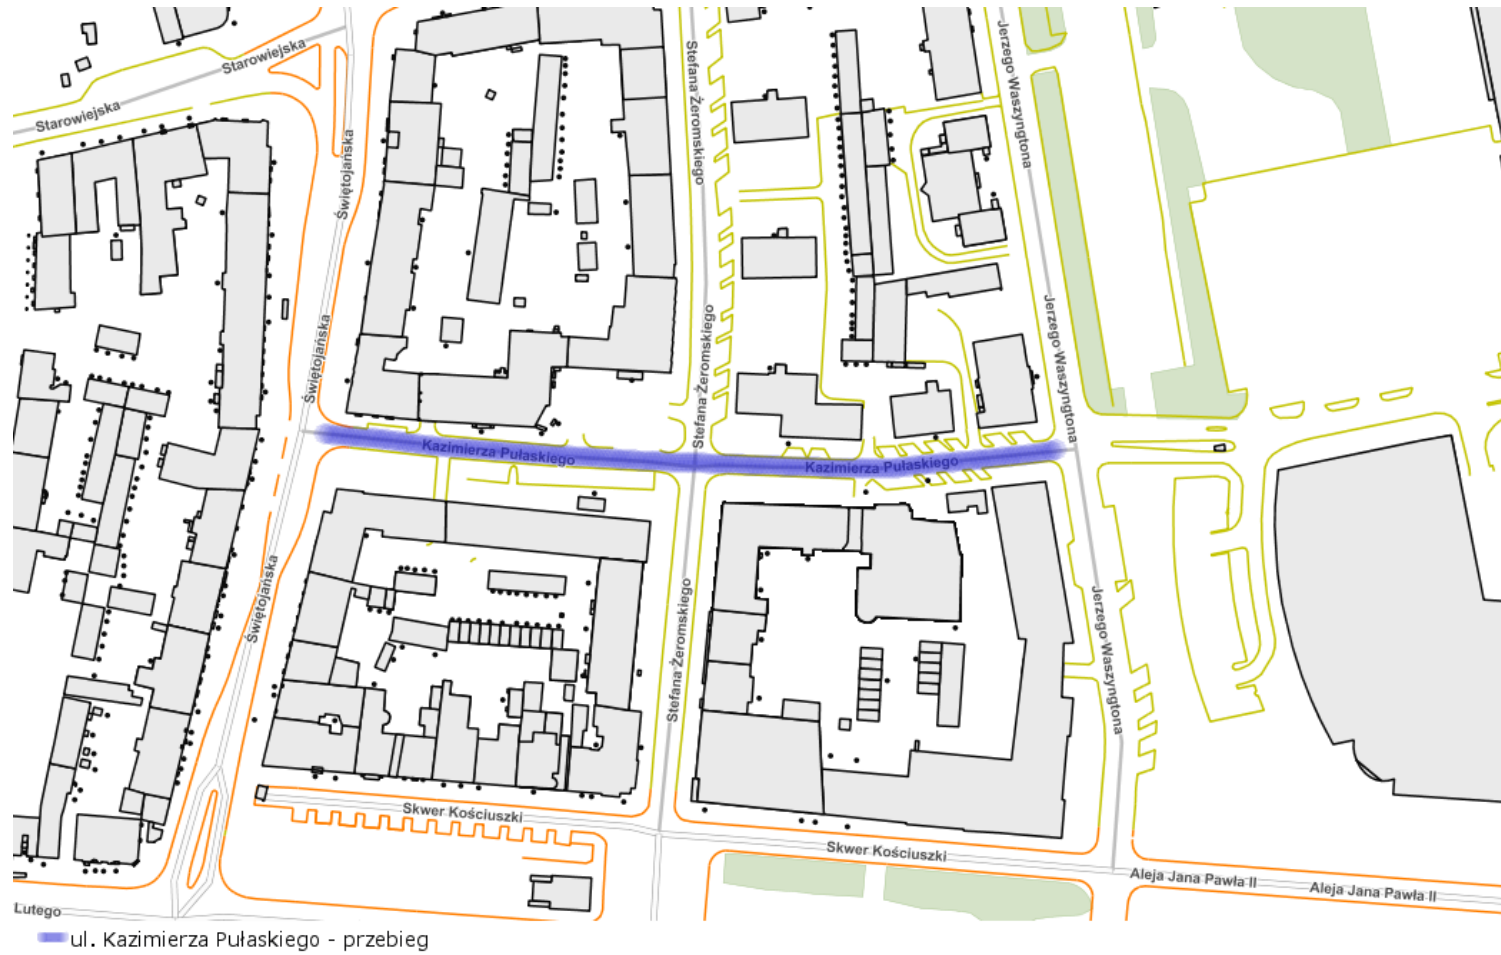 Starowiejska
Starowiejska
Świętojańska
Stefana Żeromskiego
Jerzego Waszyngtona
Świętojańska
Stefana Żeromskiego
Jerzego Waszyngtona
Kazimierza Pułaskiego
Kazimierza Pułaskiego
Świętojańska
Stefana Żeromskiego
Jerzego Waszyngtona
Skwer Kościuszki
Skwer Kościuszki
Aleja Jana Pawła II
Aleja Jana Pawła II
Lutego
ul. Kazimierza Pułaskiego - przebieg